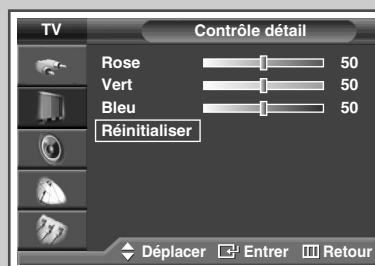 TV Contrôle détail
Rose 50
Vert 50
Bleu 50
Réinitialiser
Déplacer Entrer Retour